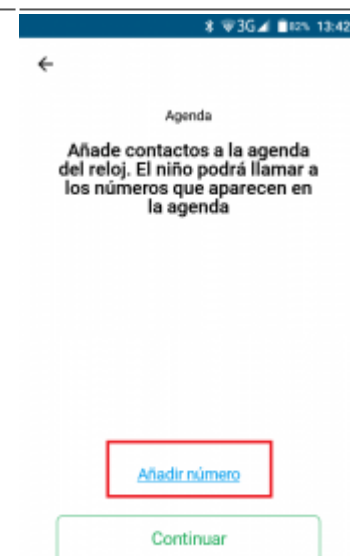 3G 82% 13:42
Agenda
Añade contactos a la agenda
del reloj. El niño podrá llamar a
los números que aparecen en
la agenda
Añadir número
Continuar